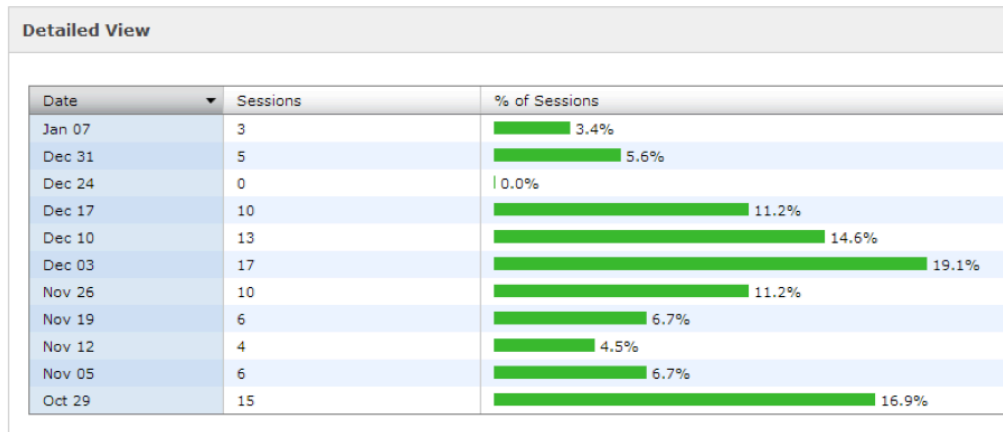 Detailed View
Date Sessions % of Sessions
Jan 07 3 3.4%
Dec 31 5 5.6%
Dec 24 0 0.0%
Dec 17 10 11.2%
Dec 10 13 14.6%
Dec 03 17 19.1%
Nov 26 10 11.2%
Nov 19 6 6.7%
Nov 12 4 4.5%
Nov 05 6 6.7%
Oct 29 15 16.9%